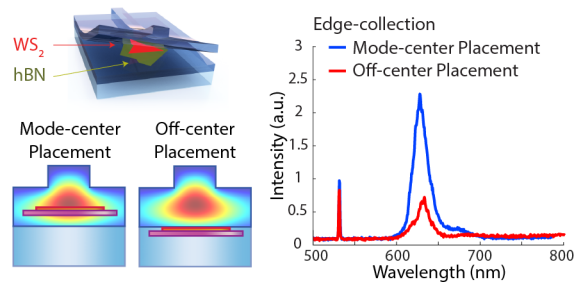 WS2
hBN
Mode-center
Placement
Off-center
Placement
Edge-collection
Mode-center Placement
Off-center Placement
Intensity (a.u.)
3
2.5
2
1.5
1
0.5
0
500
600
700
800
Wavelength (nm)